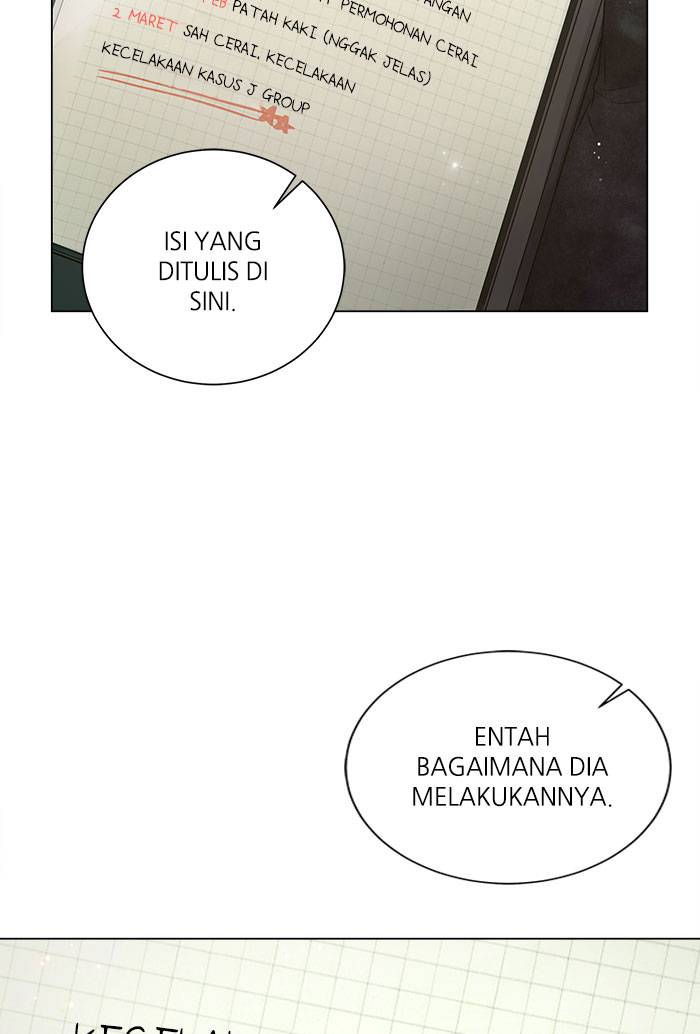 PERMOHONAN CERAI
FEB PATAH KAKI (NGGAK JELAS)
2 MARET SAH CERAI, KECELAKAAN
KECELAKAAN KASUS J GROUP
ISI YANG
DITULIS DI
SINI.
ENTAH
BAGAIMANA DIA
MELAKUKANNYA.